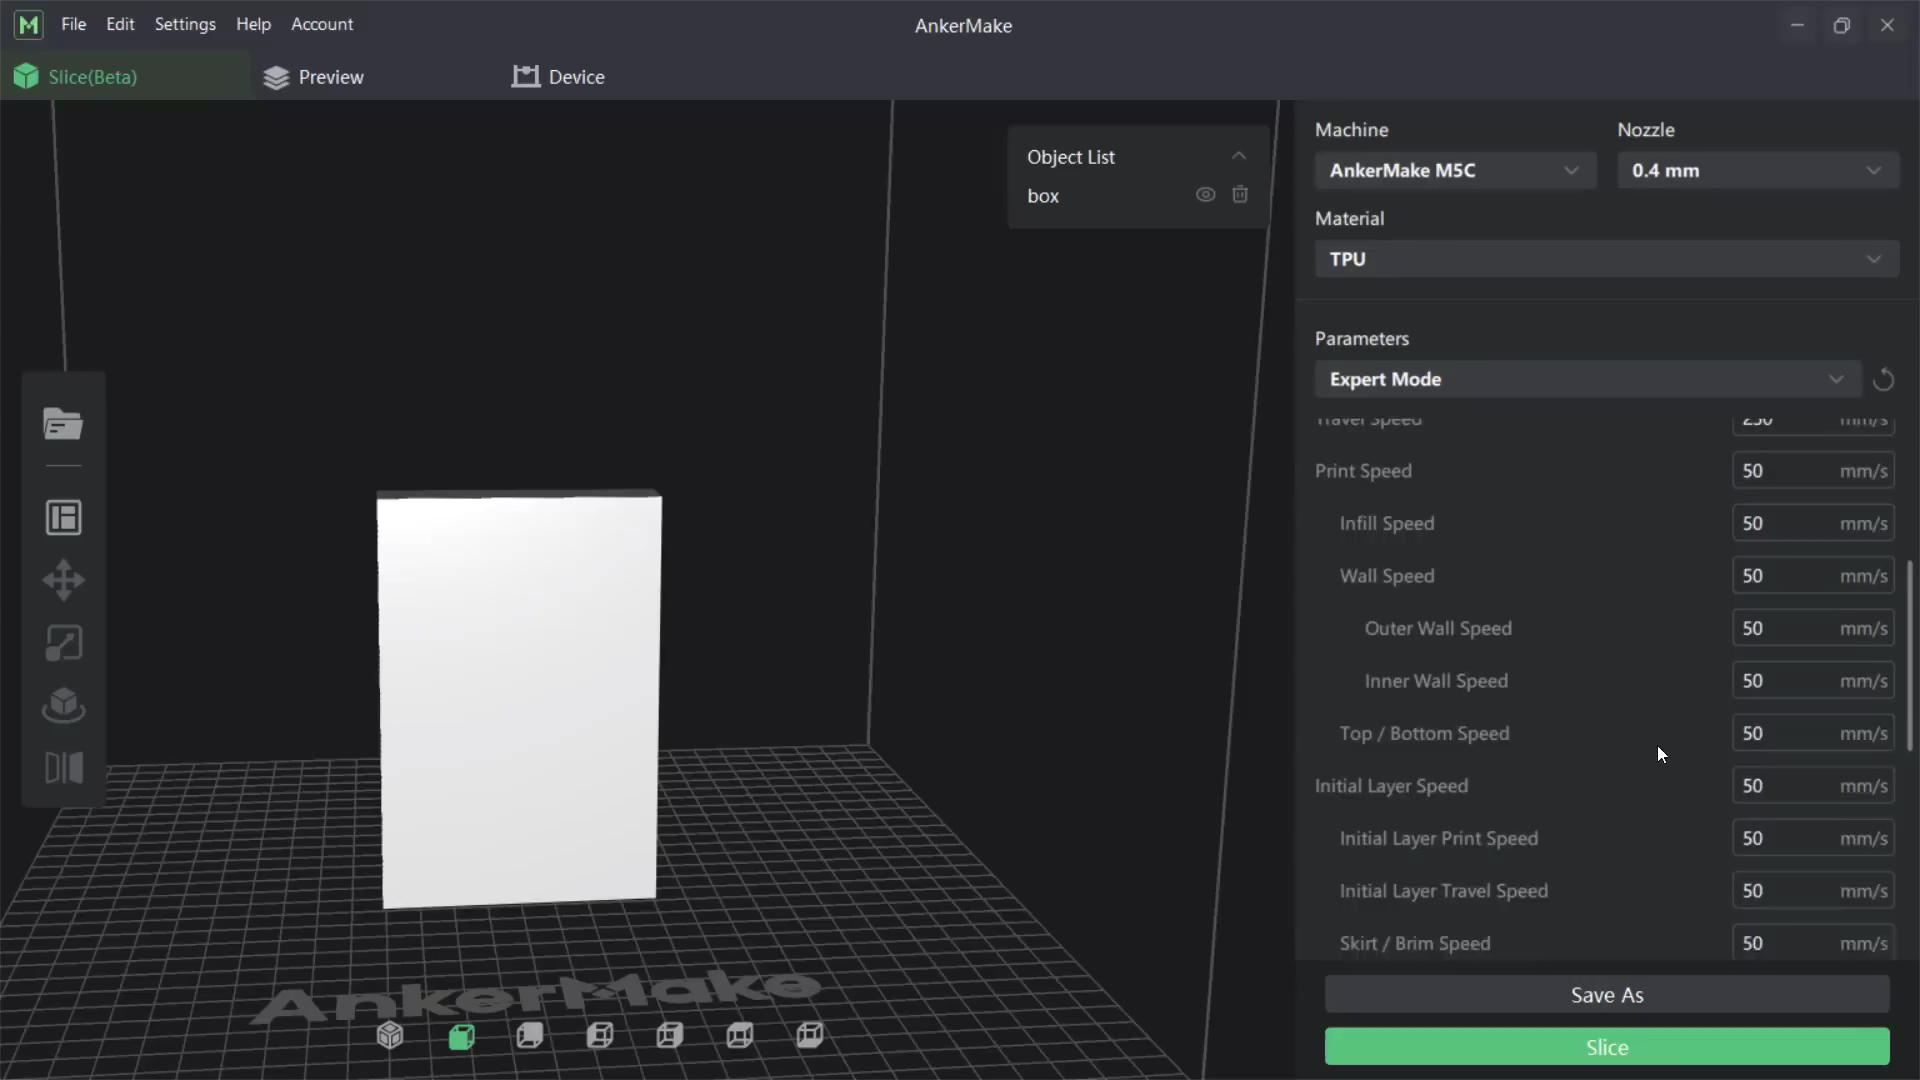 File Edit Settings Help Account
AnkerMake
Slice(Beta)
Preview
Device
Object List
box
Machine
Nozzle
AnkerMake M5C
0.4 mm
Material
TPU
Parameters
Expert Mode
Travel Speed 250 mm/s
Print Speed 50 mm/s
Infill Speed 50 mm/s
Wall Speed 50 mm/s
Outer Wall Speed 50 mm/s
Inner Wall Speed 50 mm/s
Top / Bottom Speed 50 mm/s
Initial Layer Speed 50 mm/s
Initial Layer Print Speed 50 mm/s
Initial Layer Travel Speed 50 mm/s
Skirt / Brim Speed 50 mm/s
AnkerMake
Save As
Slice